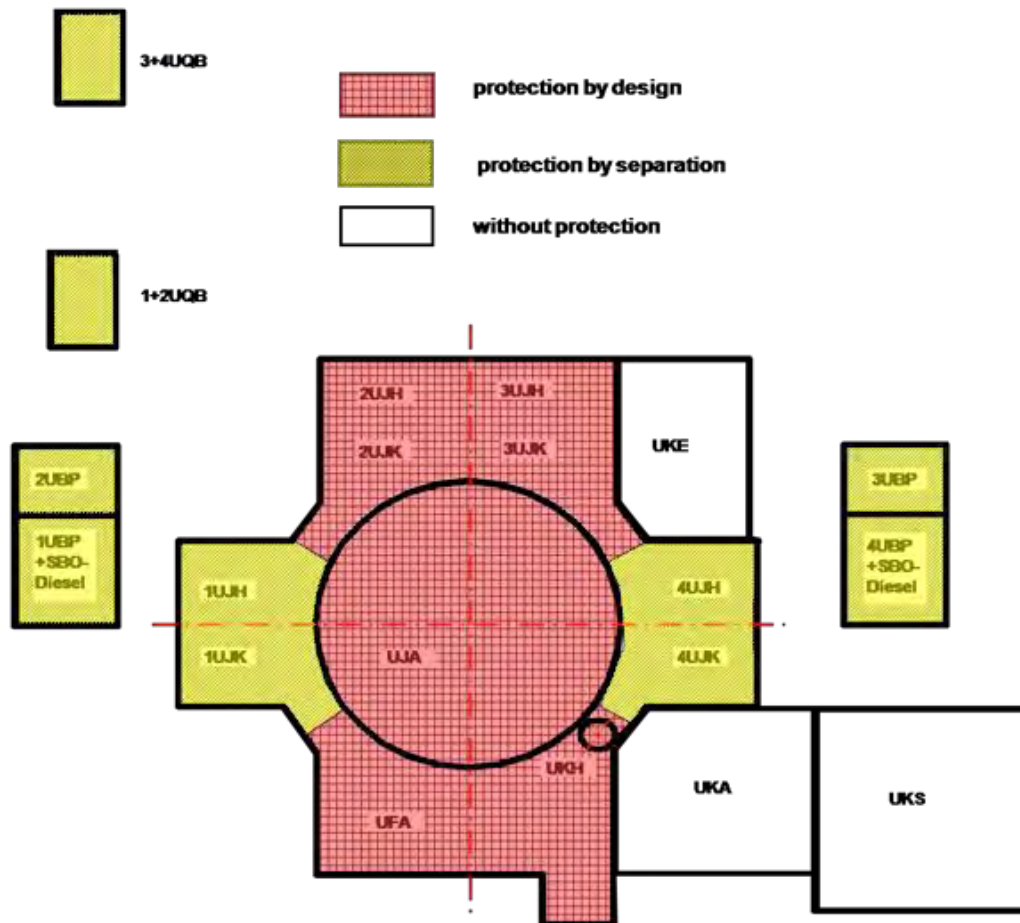 3+4UQB
protection by design
protection by separation
without protection
1+2UQB
2UJH
3UJH
2UJK
3UJK
UKE
2UBP
3UBP
1UBP
+SBO-
Diesel
4UBP
+SBO-
Diesel
1UJH
4UJH
1UJK
UJA
4UJK
UKH
UKA
UKS
UFA